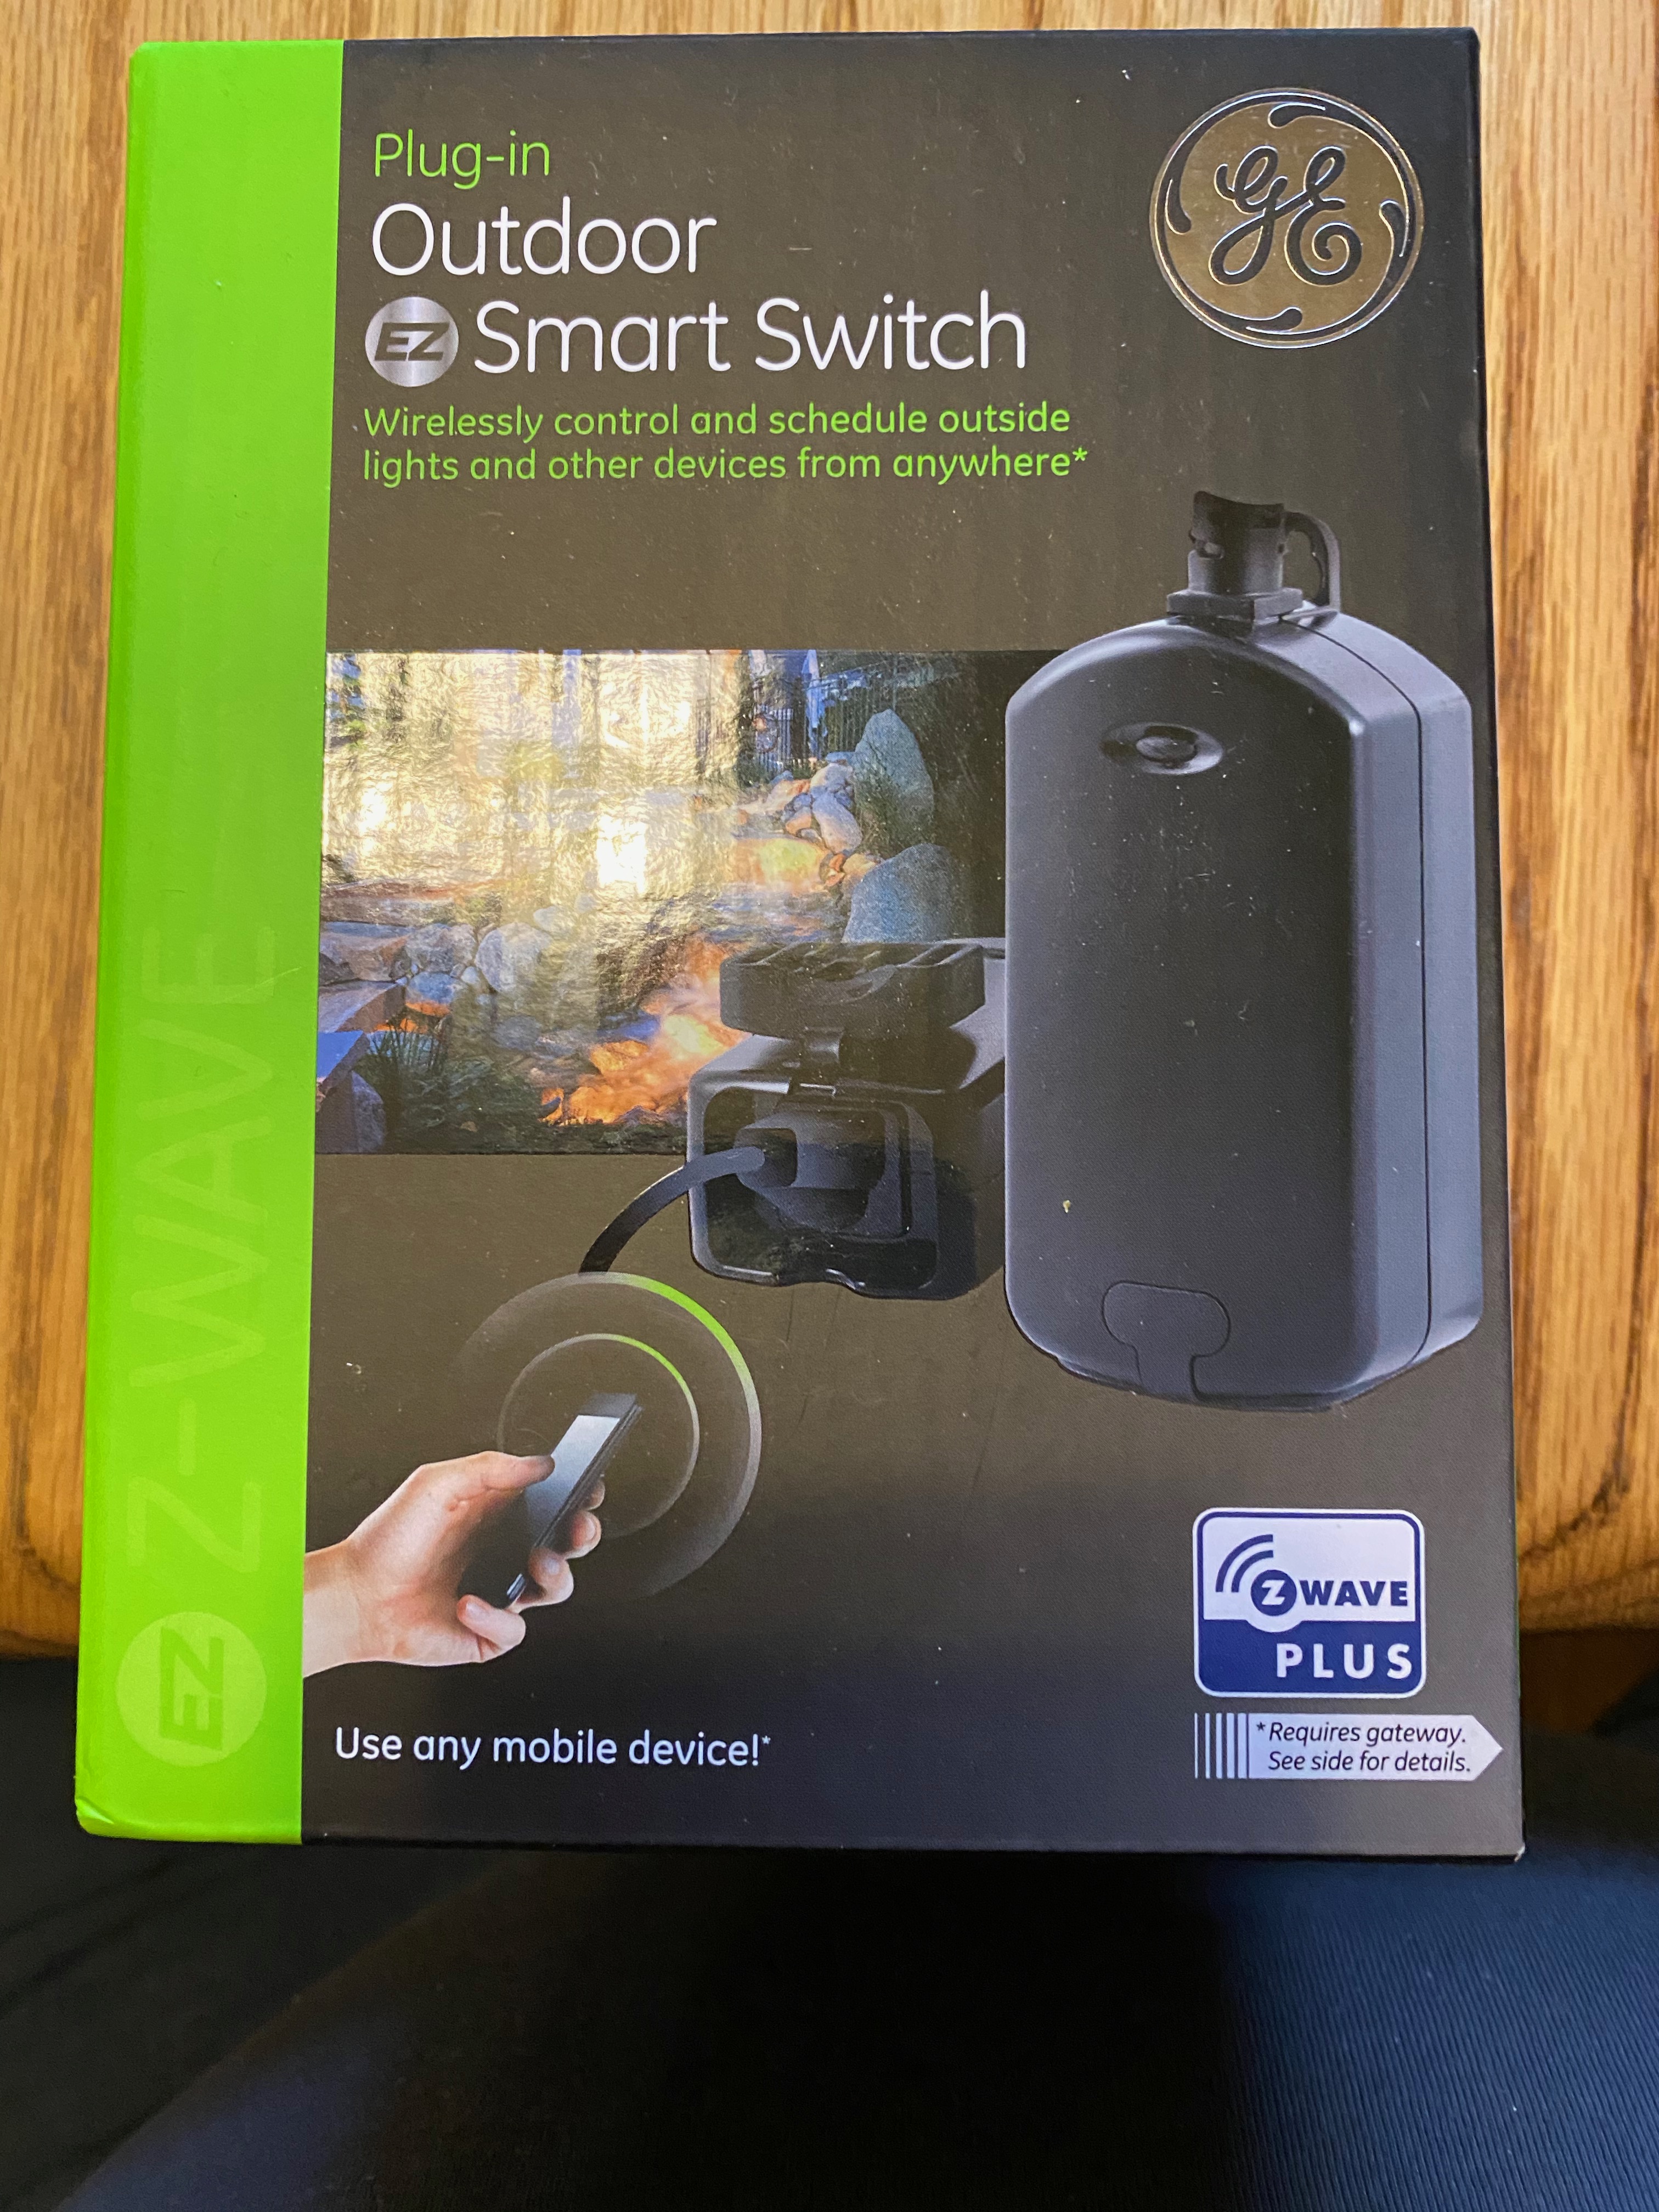 Plug-in
Outdoor
EZ Smart Switch
Wirelessly control and schedule outside
lights and other devices from anywhere*
GE
EZ Z-WAVE
Use any mobile device!*
Z WAVE
PLUS
*Requires gateway.
See side for details.